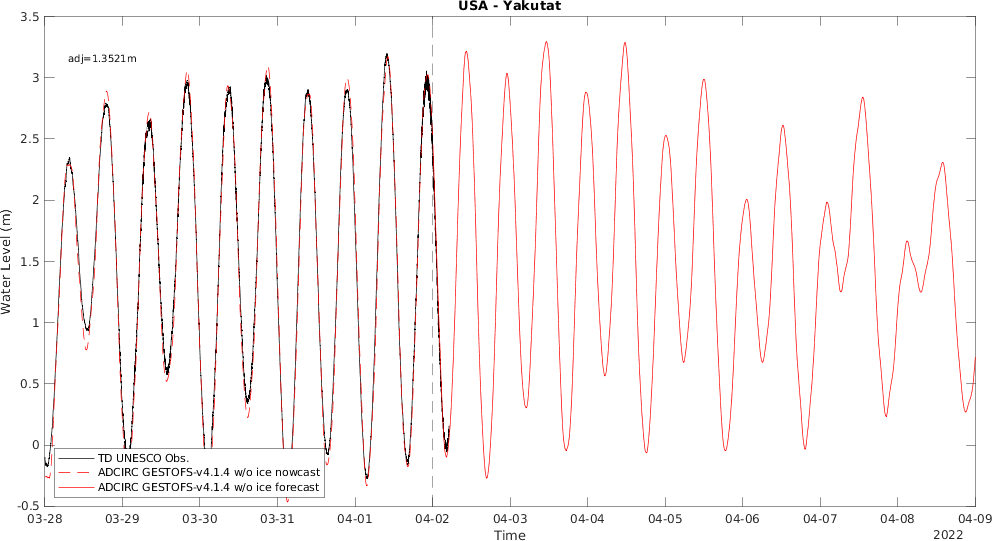 USA - Yakutat
adj=1.3521m
Water Level (m)
3.5
3
2.5
2
1.5
1
0.5
0
-0.5
TD UNESCO Obs.
ADCIRC GESTOFS-v4.1.4 w/o ice nowcast
ADCIRC GESTOFS-v4.1.4 w/o ice forecast
03-28 03-29 03-30 03-31 04-01 04-02 04-03 04-04 04-05 04-06 04-07 04-08 04-09
Time
2022